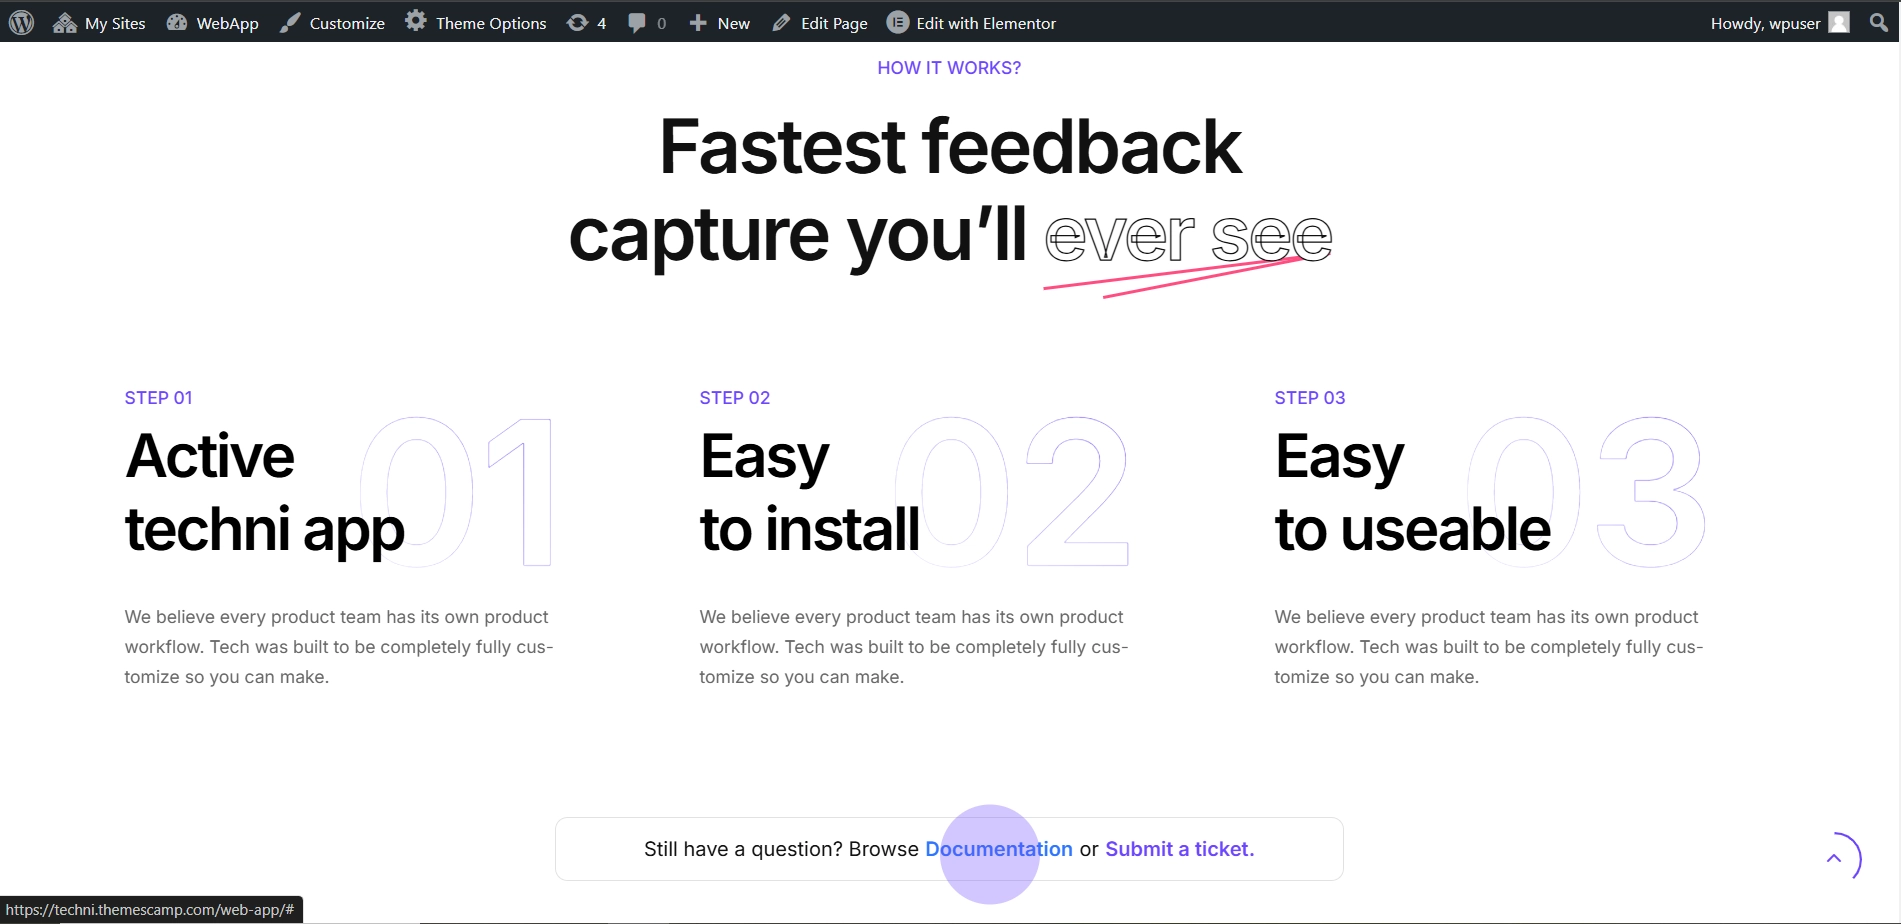 My Sites WebApp Customize Theme Options 4 0 New Edit Page Edit with Elementor Howdy, wpuser
HOW IT WORKS?
Fastest feedback
capture you’ll ever see
STEP 01
Active
techni app
01
We believe every product team has its own product
workflow. Tech was built to be completely fully cus-
tomize so you can make.
STEP 02
Easy
to install
02
We believe every product team has its own product
workflow. Tech was built to be completely fully cus-
tomize so you can make.
STEP 03
Easy
to useable
03
We believe every product team has its own product
workflow. Tech was built to be completely fully cus-
tomize so you can make.
Still have a question? Browse Documentation or Submit a ticket.
https://techni.themescamp.com/web-app/#